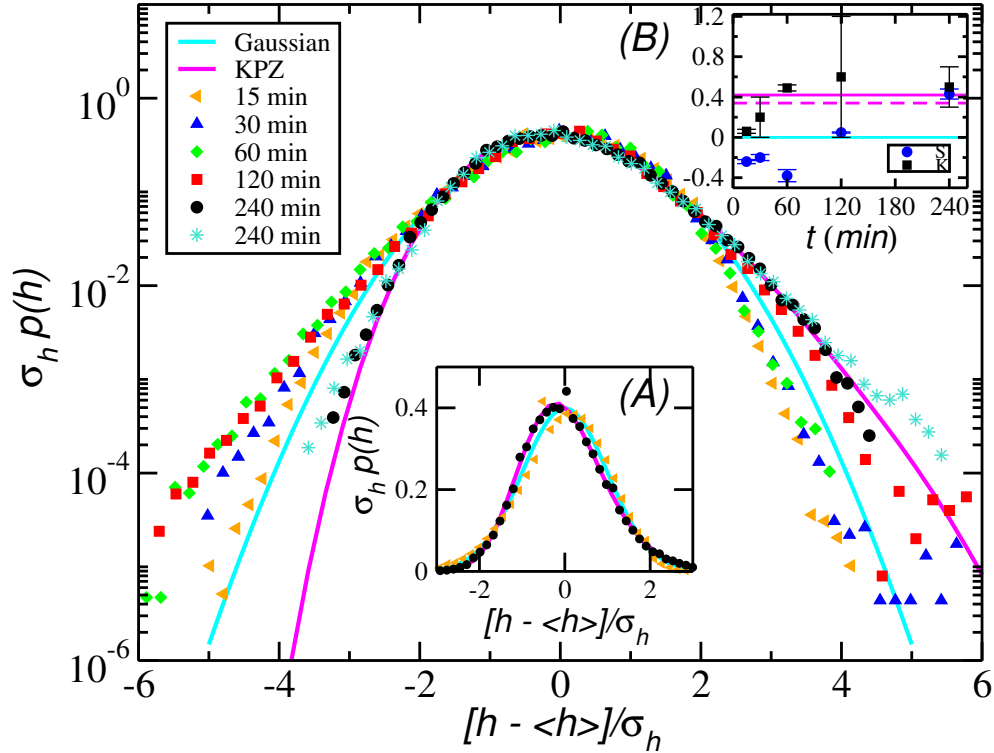 Gaussian
KPZ
15 min
30 min
60 min
120 min
240 min
240 min
(B)
1.2
0.8
0.4
0
-0.4
S
K
0 60 120 180 240
t (min)
10^0
10^-2
10^-4
10^-6
σ_h p(h)
(A)
0.4
0.2
0
σ_h p(h)
-2 0 2
[h - <h>]/σ_h
-6 -4 -2 0 2 4 6
[h - <h>]/σ_h